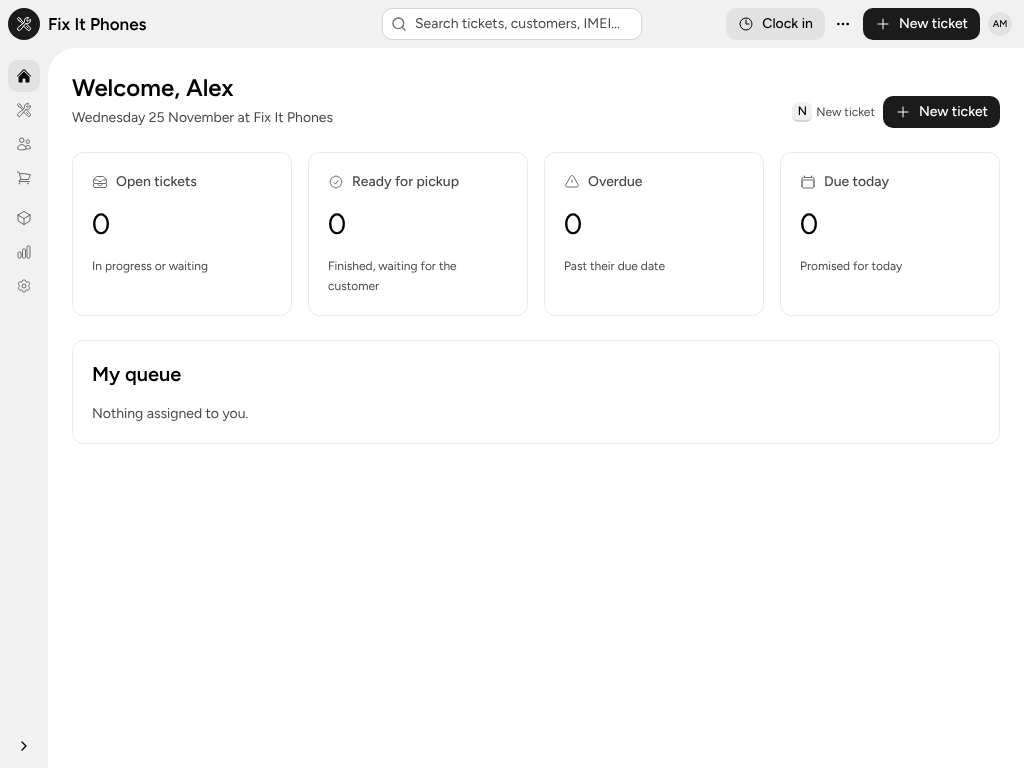 Fix It Phones
Search tickets, customers, IMEI...
Clock in
New ticket
AM
Welcome, Alex
Wednesday 25 November at Fix It Phones
N New ticket
New ticket
Open tickets
0
In progress or waiting
Ready for pickup
0
Finished, waiting for the
customer
Overdue
0
Past their due date
Due today
0
Promised for today
My queue
Nothing assigned to you.